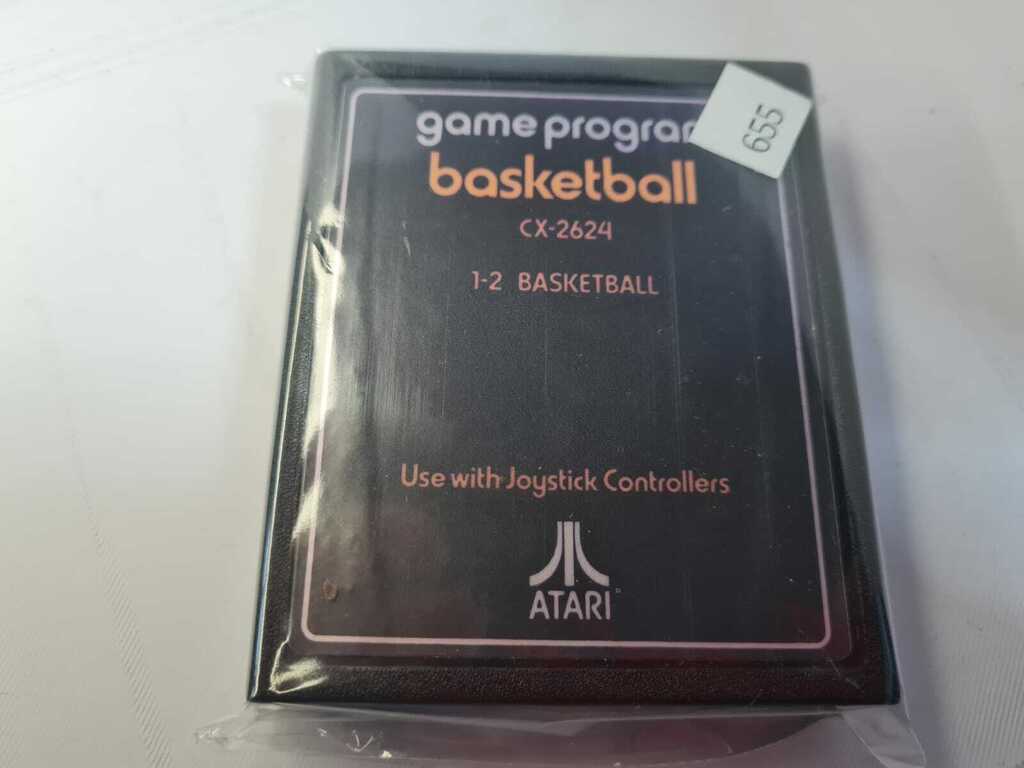 game progra
basketball
CX-2624
1-2 BASKETBALL
Use with Joystick Controllers
ATARI
655